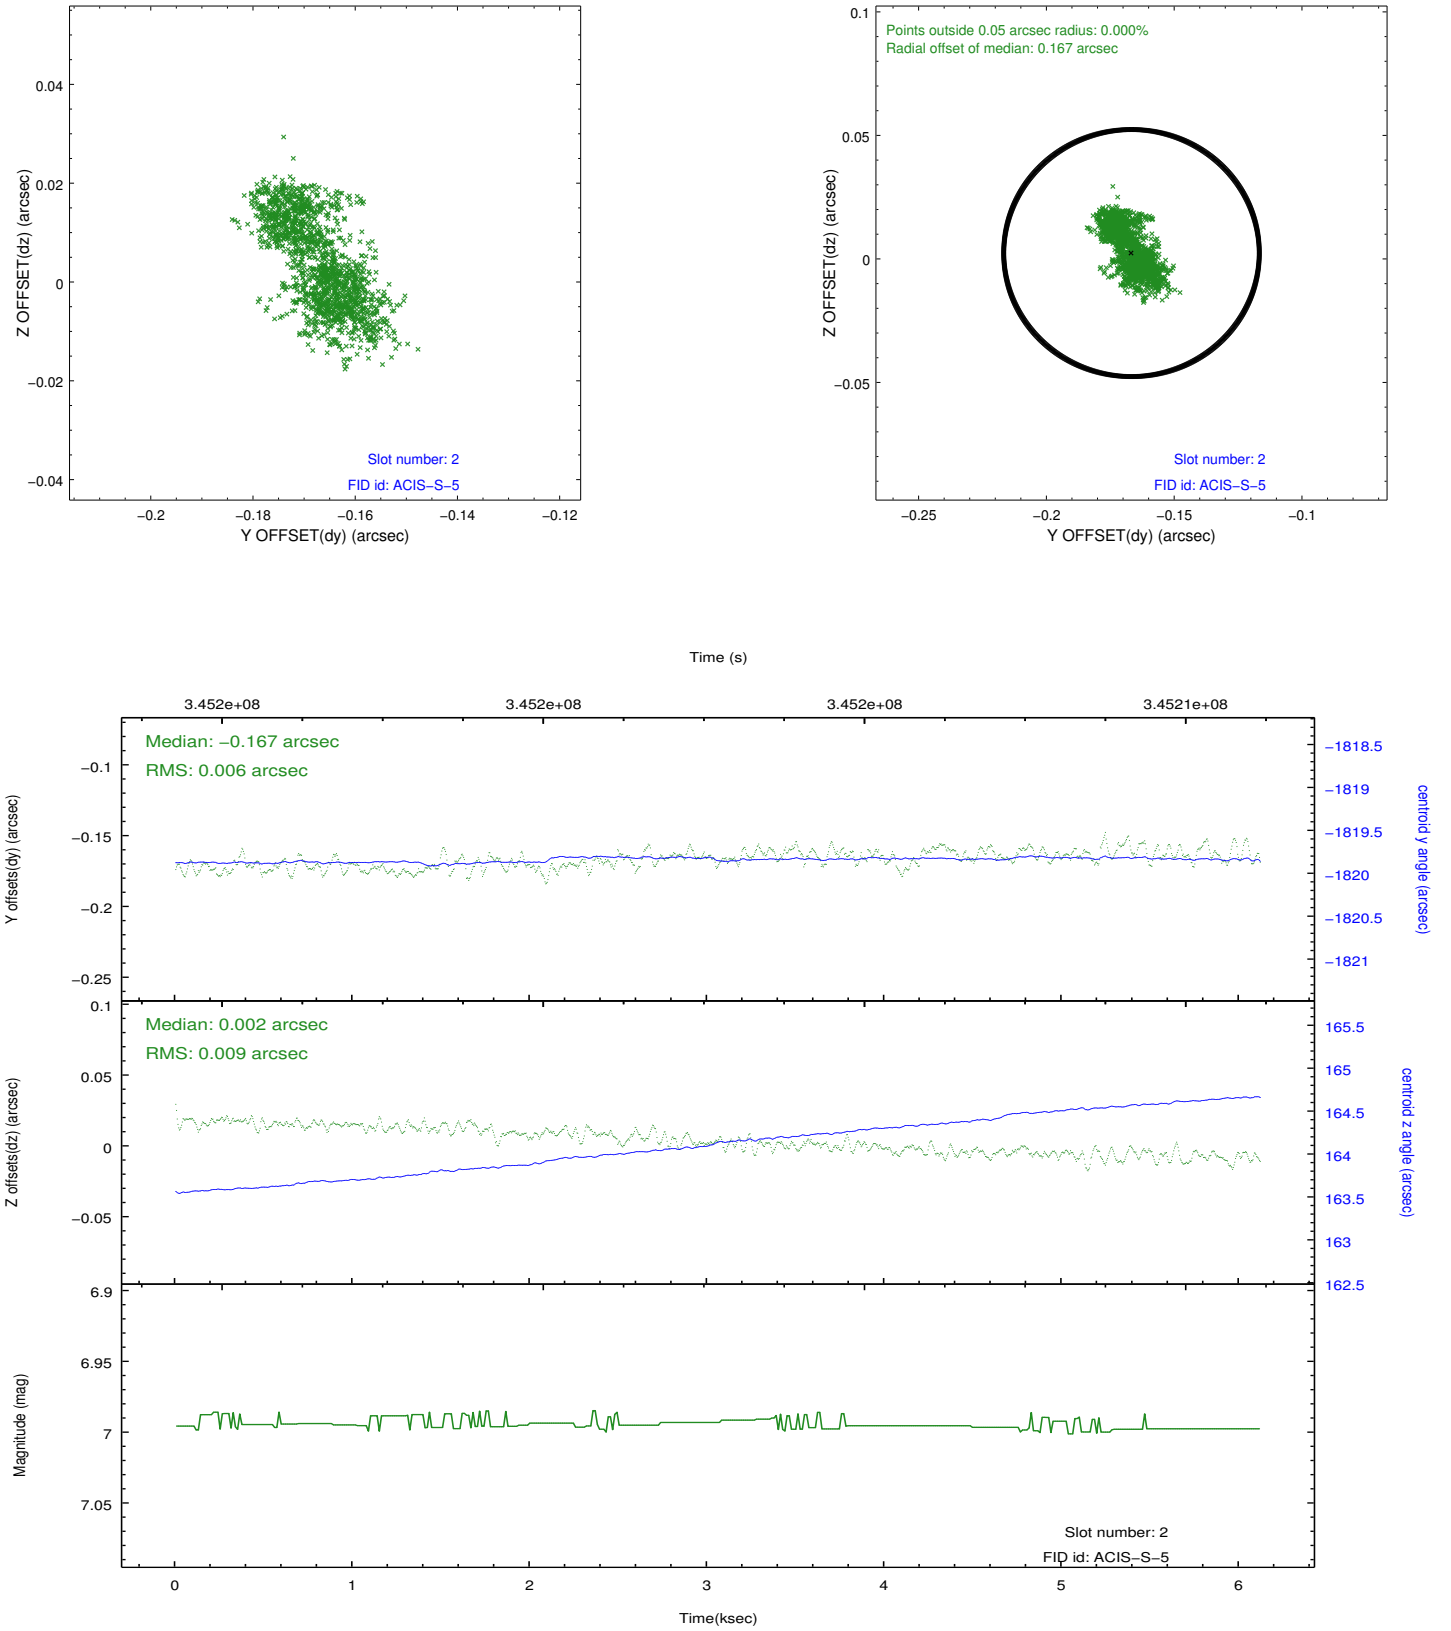 0.04
0.02
0
−0.02
−0.04
Z OFFSET(dz) (arcsec)
Slot number: 2
FID id: ACIS−S−5
−0.2
−0.18
−0.16
−0.14
−0.12
Y OFFSET(dy) (arcsec)
Points outside 0.05 arcsec radius: 0.000%
Radial offset of median: 0.167 arcsec
0.1
0.05
0
−0.05
Z OFFSET(dz) (arcsec)
Slot number: 2
FID id: ACIS−S−5
−0.25
−0.2
−0.15
−0.1
Y OFFSET(dy) (arcsec)
Time (s)
3.452e+08
3.452e+08
3.452e+08
3.4521e+08
Median: −0.167 arcsec
RMS: 0.006 arcsec
−0.1
−0.15
−0.2
−0.25
Y offsets(dy) (arcsec)
−1818.5
−1819
−1819.5
−1820
−1820.5
−1821
centroid y angle (arcsec)
Median: 0.002 arcsec
RMS: 0.009 arcsec
0.1
0.05
0
−0.05
Z offsets(dz) (arcsec)
165.5
165
164.5
164
163.5
163
162.5
centroid z angle (arcsec)
6.9
6.95
7
7.05
Magnitude (mag)
Slot number: 2
FID id: ACIS−S−5
0
1
2
3
4
5
6
Time(ksec)